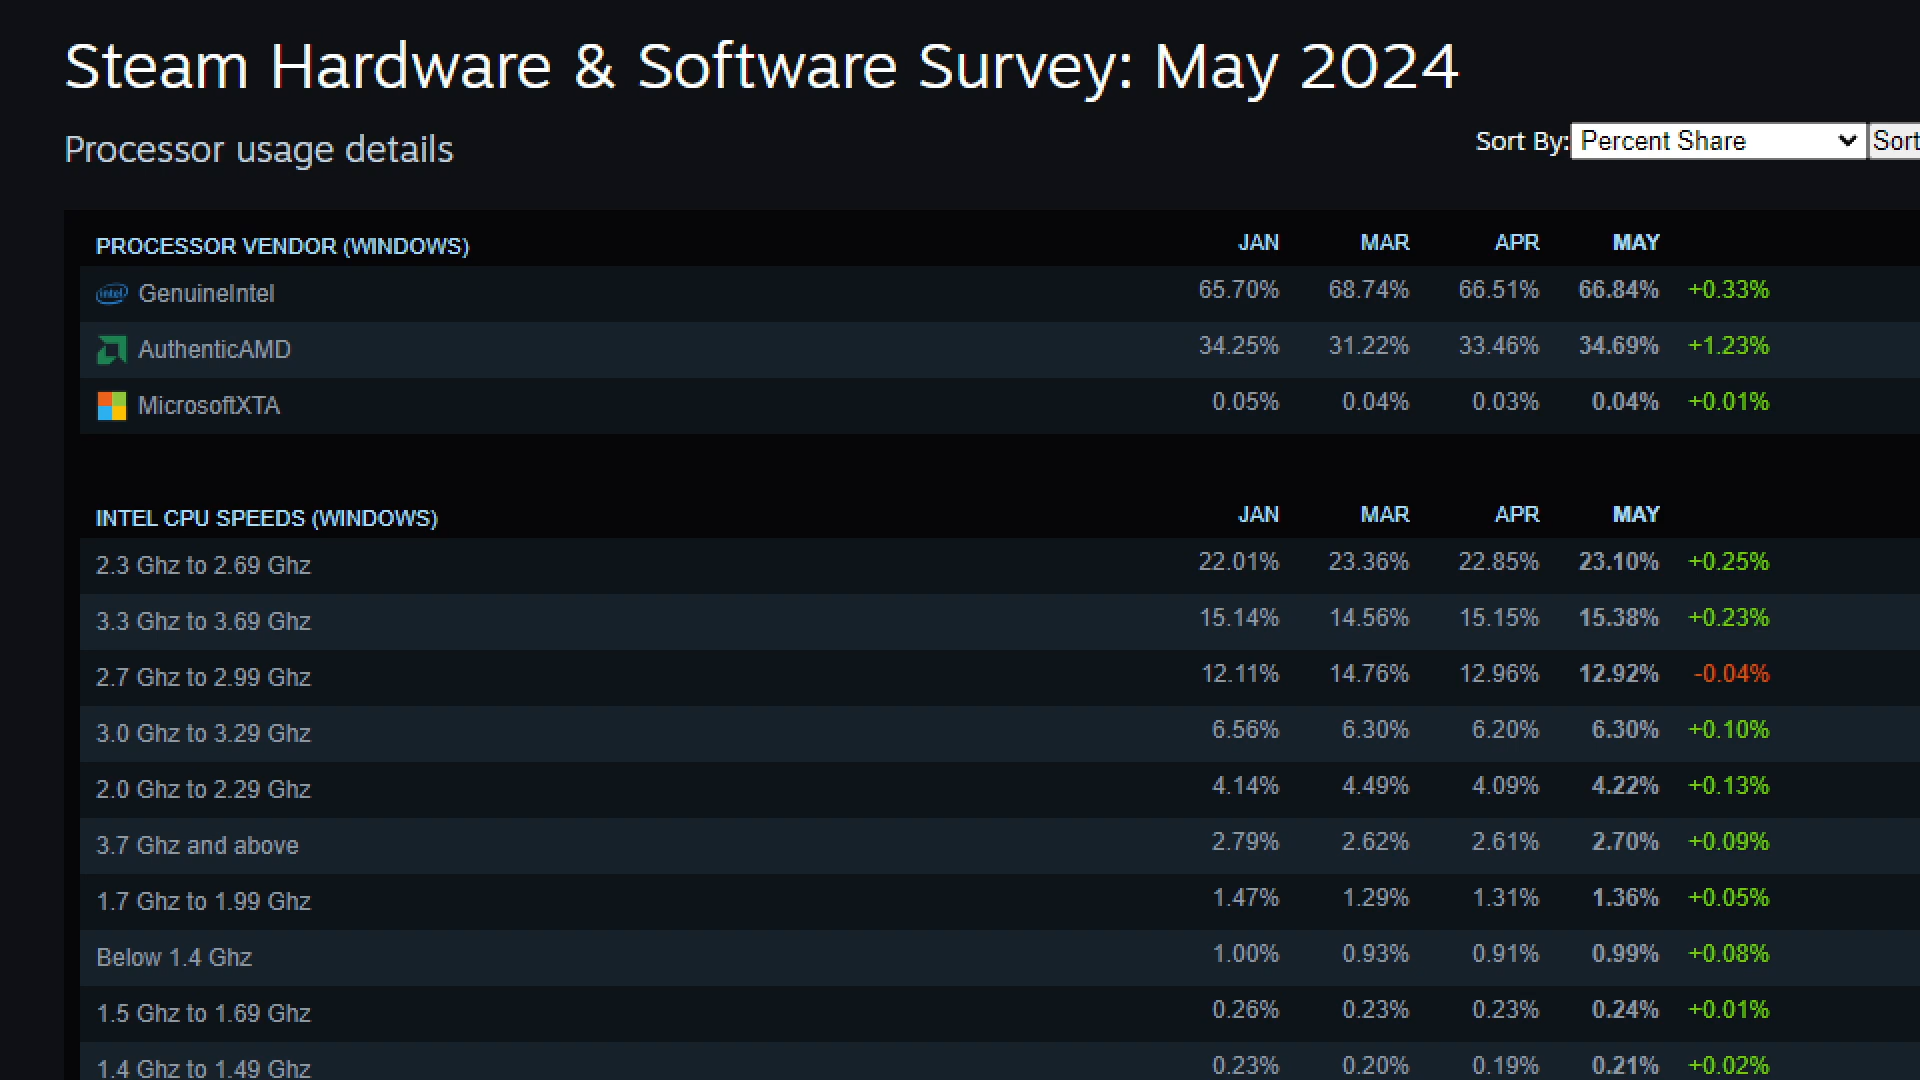 Steam Hardware & Software Survey: May 2024
Processor usage details
Sort By: Percent Share Sort
PROCESSOR VENDOR (WINDOWS) JAN MAR APR MAY
intel GenuineIntel 65.70% 68.74% 66.51% 66.84% +0.33%
AuthenticAMD 34.25% 31.22% 33.46% 34.69% +1.23%
MicrosoftXTA 0.05% 0.04% 0.03% 0.04% +0.01%
INTEL CPU SPEEDS (WINDOWS) JAN MAR APR MAY
2.3 Ghz to 2.69 Ghz 22.01% 23.36% 22.85% 23.10% +0.25%
3.3 Ghz to 3.69 Ghz 15.14% 14.56% 15.15% 15.38% +0.23%
2.7 Ghz to 2.99 Ghz 12.11% 14.76% 12.96% 12.92% -0.04%
3.0 Ghz to 3.29 Ghz 6.56% 6.30% 6.20% 6.30% +0.10%
2.0 Ghz to 2.29 Ghz 4.14% 4.49% 4.09% 4.22% +0.13%
3.7 Ghz and above 2.79% 2.62% 2.61% 2.70% +0.09%
1.7 Ghz to 1.99 Ghz 1.47% 1.29% 1.31% 1.36% +0.05%
Below 1.4 Ghz 1.00% 0.93% 0.91% 0.99% +0.08%
1.5 Ghz to 1.69 Ghz 0.26% 0.23% 0.23% 0.24% +0.01%
1.4 Ghz to 1.49 Ghz 0.23% 0.20% 0.19% 0.21% +0.02%